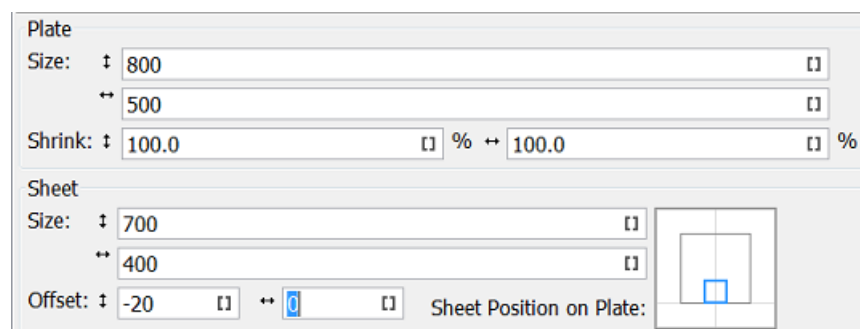 Plate
Size: ↕ 800 []
↔ 500 []
Shrink: ↕ 100.0 [] % ↔ 100.0 [] %
Sheet
Size: ↕ 700 []
↔ 400 []
Offset: ↕ -20 [] ↔ 0 [] Sheet Position on Plate: